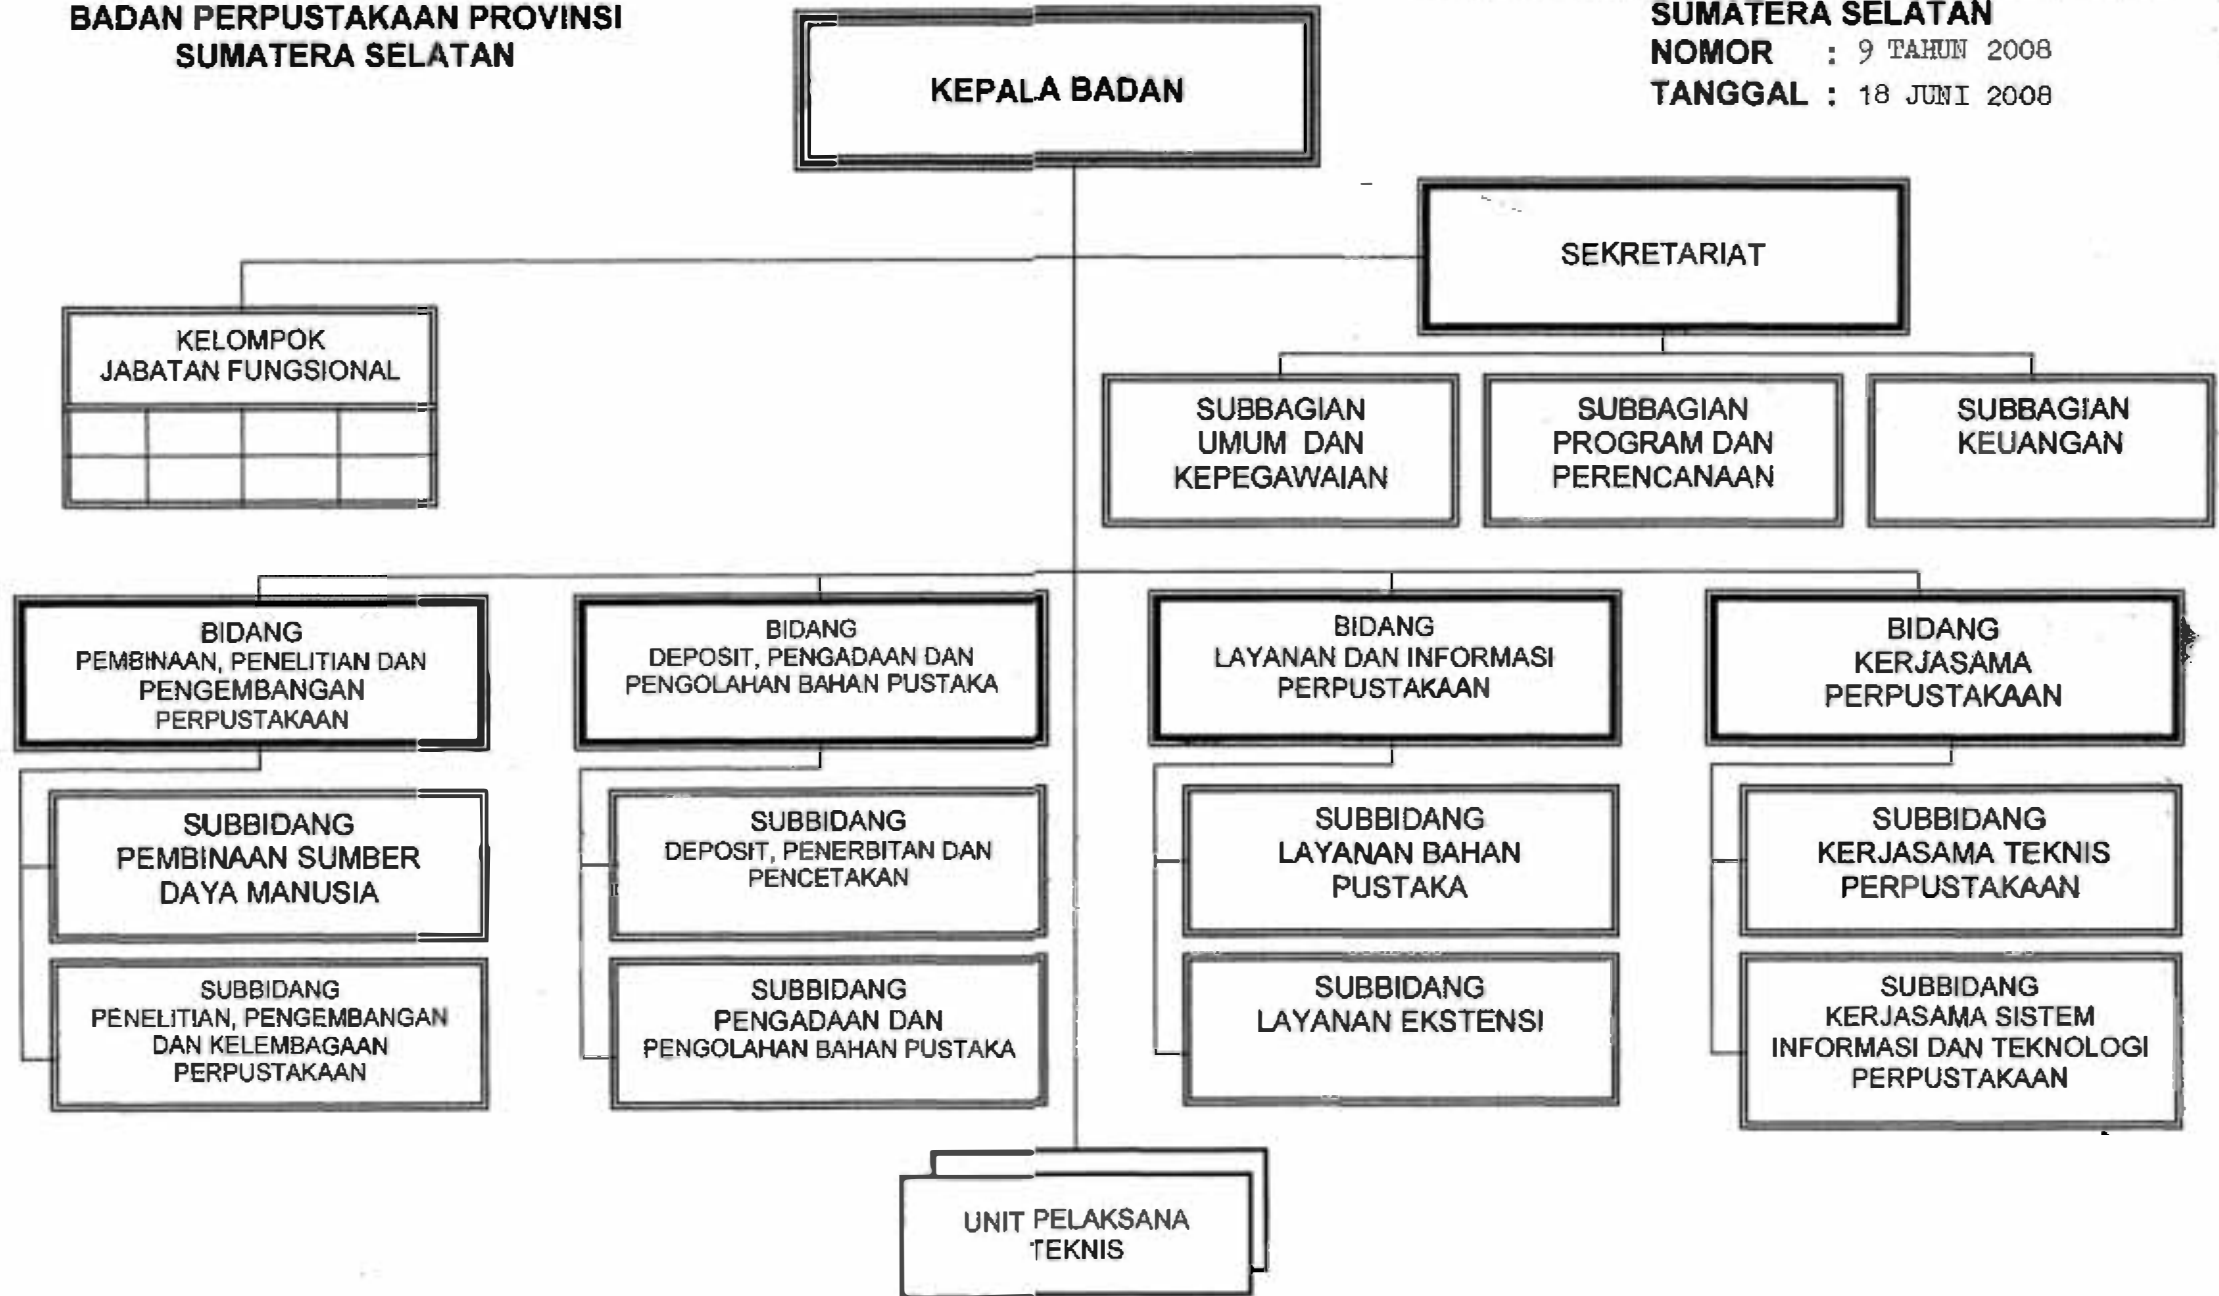 BADAN PERPUSTAKAAN PROVINSI
SUMATERA SELATAN
SUMATERA SELATAN
NOMOR : 9 TAHUN 2008
TANGGAL : 18 JUNI 2008
KEPALA BADAN
SEKRETARIAT
KELOMPOK
JABATAN FUNGSIONAL
SUBBAGIAN
UMUM DAN
KEPEGAWAIAN
SUBBAGIAN
PROGRAM DAN
PERENCANAAN
SUBBAGIAN
KEUANGAN
BIDANG
PEMBINAAN, PENELITIAN DAN
PENGEMBANGAN
PERPUSTAKAAN
BIDANG
DEPOSIT, PENGADAAN DAN
PENGOLAHAN BAHAN PUSTAKA
BIDANG
LAYANAN DAN INFORMASI
PERPUSTAKAAN
BIDANG
KERJASAMA
PERPUSTAKAAN
SUBBIDANG
PEMBINAAN SUMBER
DAYA MANUSIA
SUBBIDANG
DEPOSIT, PENERBITAN DAN
PENCETAKAN
SUBBIDANG
LAYANAN BAHAN
PUSTAKA
SUBBIDANG
KERJASAMA TEKNIS
PERPUSTAKAAN
SUBBIDANG
PENELITIAN, PENGEMBANGAN
DAN KELEMBAGAAN
PERPUSTAKAAN
SUBBIDANG
PENGADAAN DAN
PENGOLAHAN BAHAN PUSTAKA
SUBBIDANG
LAYANAN EKSTENSI
SUBBIDANG
KERJASAMA SISTEM
INFORMASI DAN TEKNOLOGI
PERPUSTAKAAN
UNIT PELAKSANA
TEKNIS